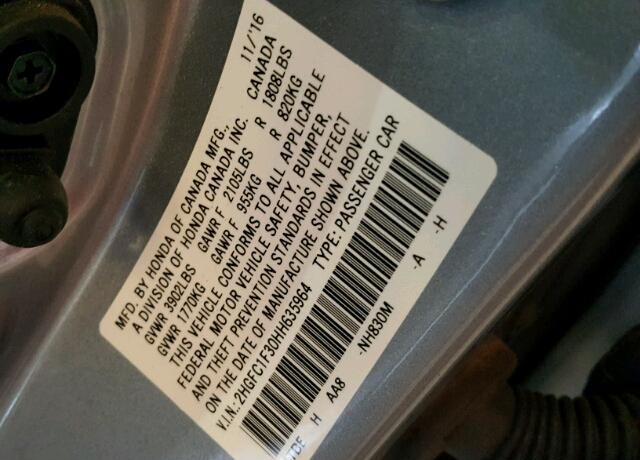 MFD. BY HONDA OF CANADA MFG., 11/'16
A DIVISION OF HONDA CANADA INC. CANADA
GVWR 3902LBS GAWR F 2105LBS R 1808LBS
GVWR 1770KG GAWR F 955KG R 820KG
THIS VEHICLE CONFORMS TO ALL APPLICABLE
FEDERAL MOTOR VEHICLE SAFETY, BUMPER,
AND THEFT PREVENTION STANDARDS IN EFFECT
ON THE DATE OF MANUFACTURE SHOWN ABOVE.
V.I.N.:2HGFC1F30HH635964 TYPE: PASSENGER CAR
H AA8 -NH830M -A -H